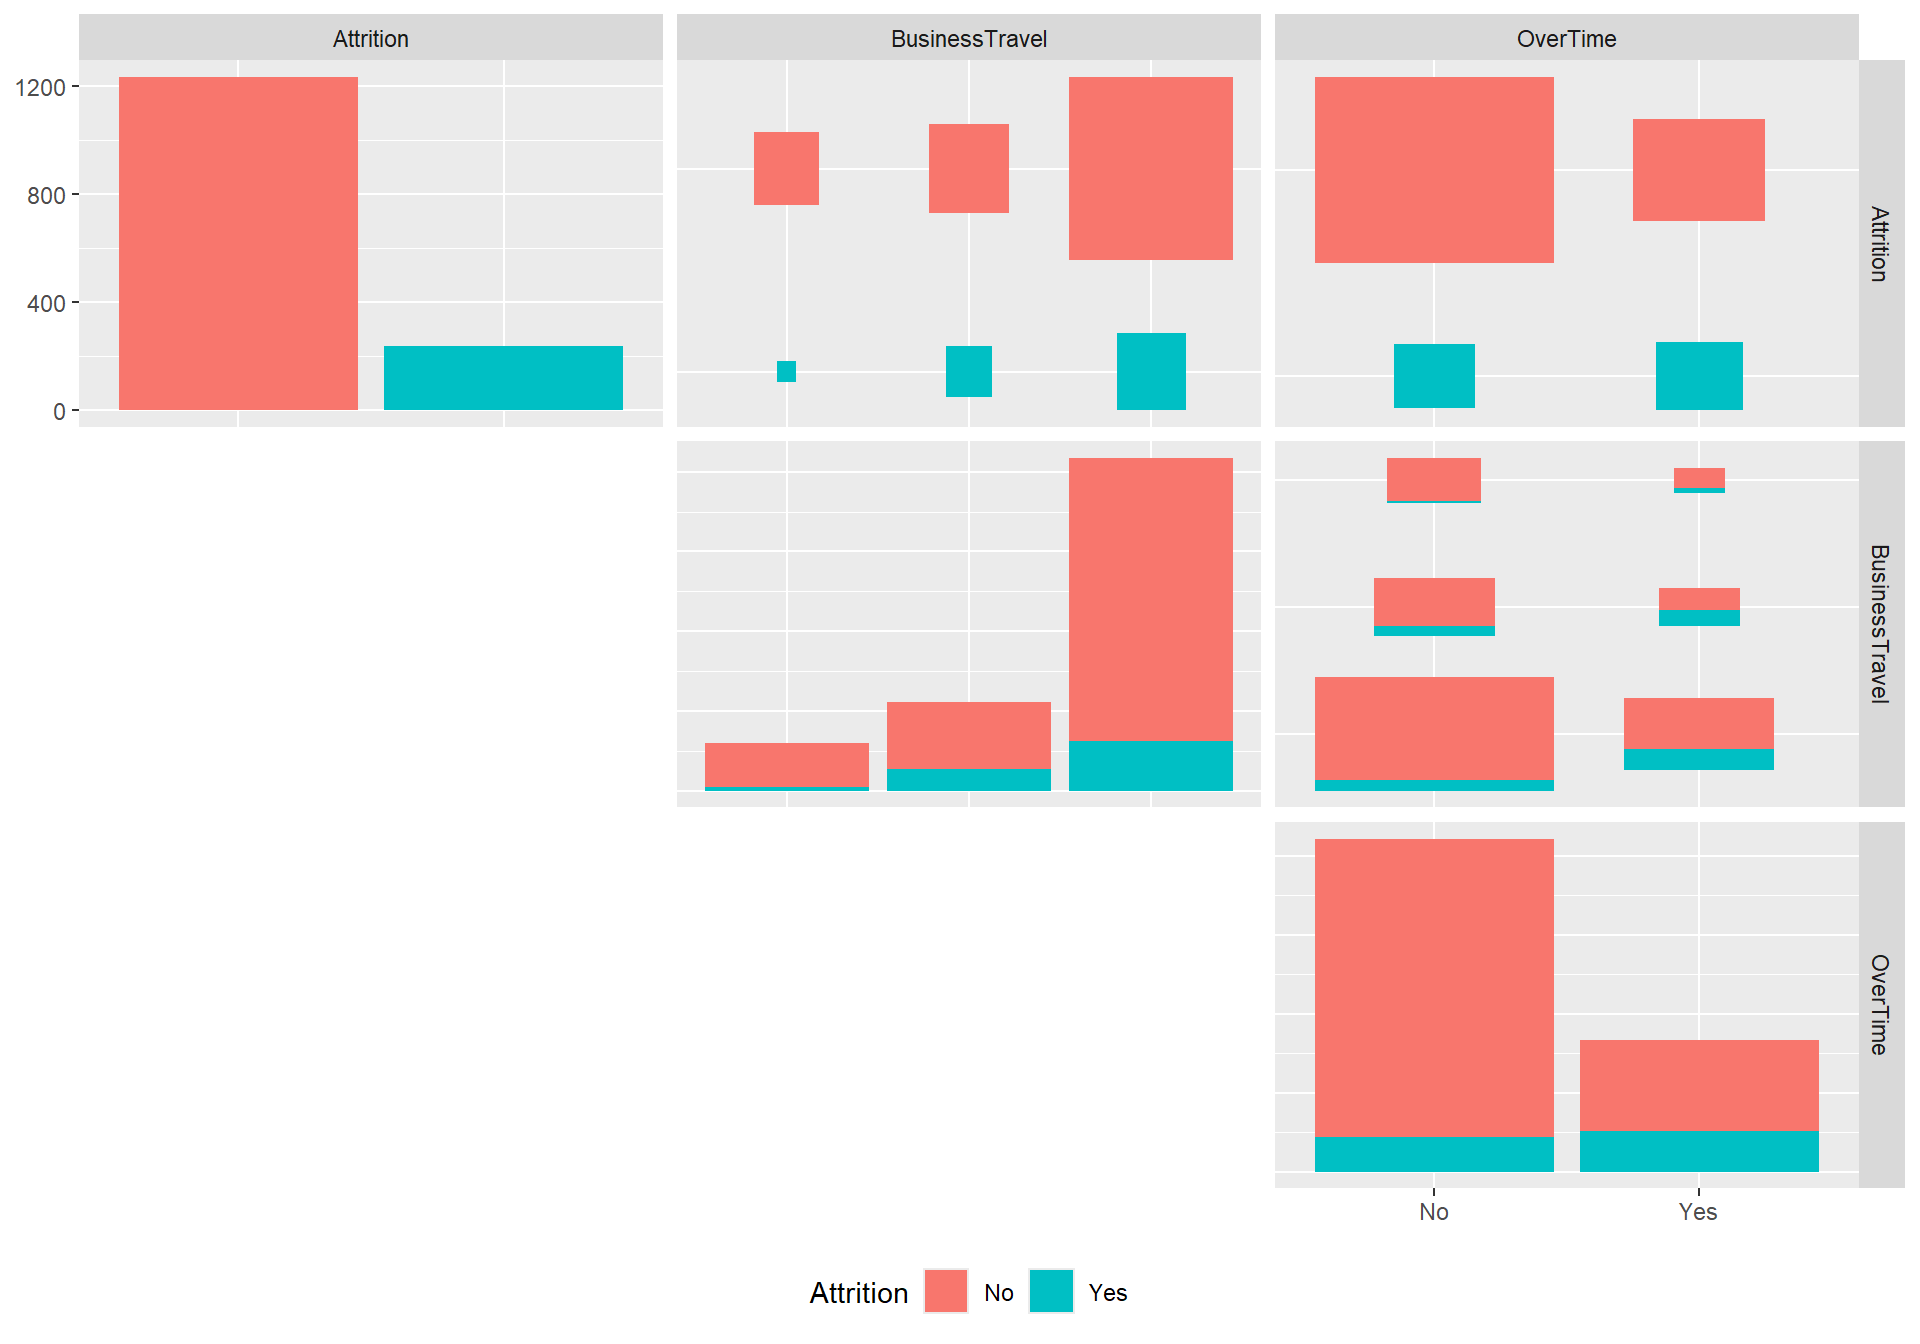 Attrition
BusinessTravel
OverTime
1200
800
400
0
Attrition
BusinessTravel
OverTime
No
Yes
Attrition
No
Yes